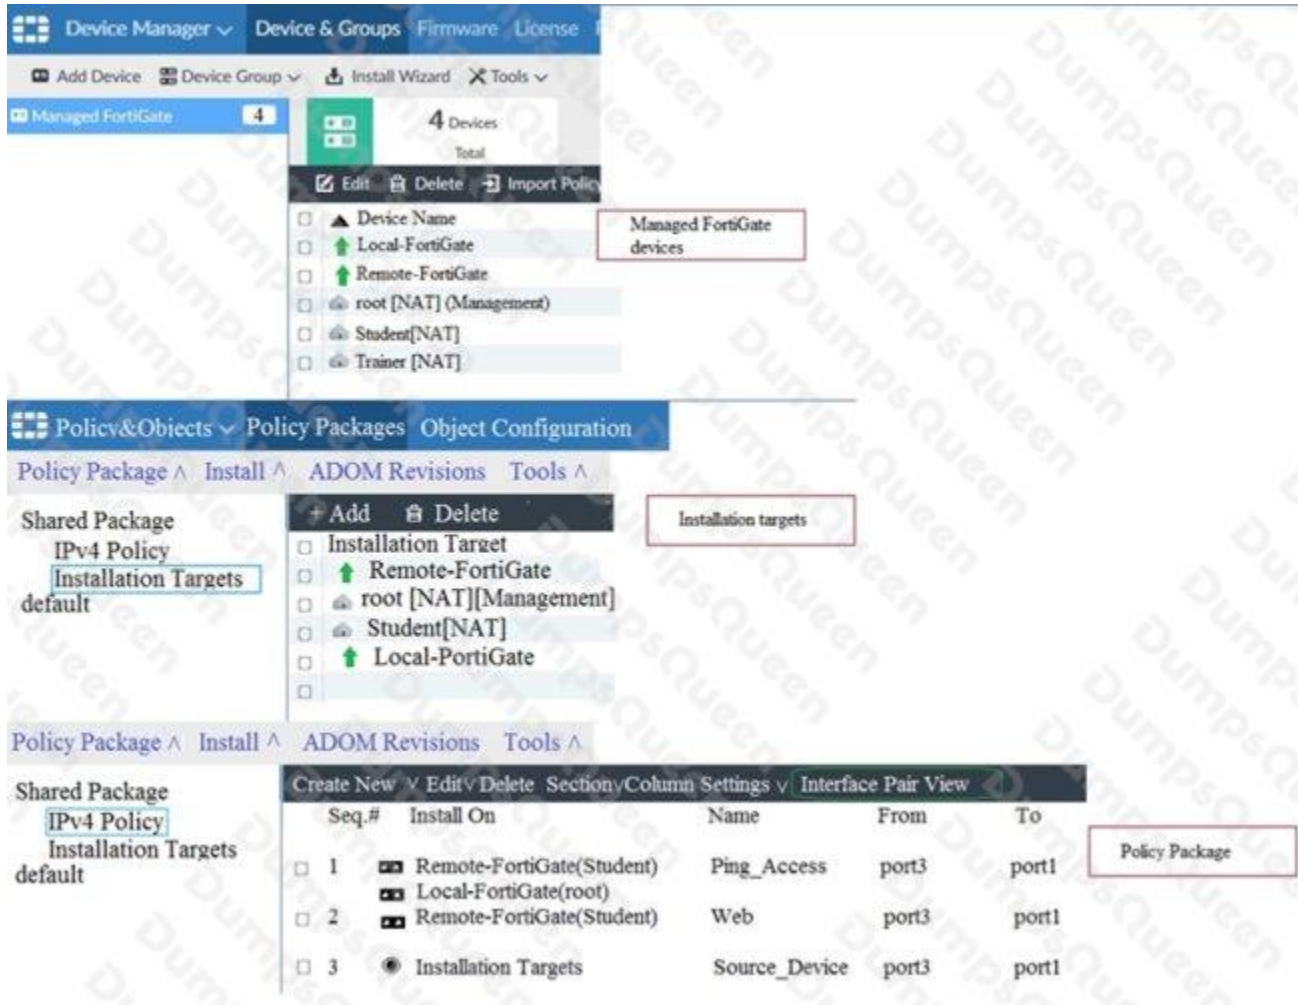 Device Manager Device & Groups Firmware License
Add Device Device Group Install Wizard Tools
Managed FortiGate 4
4 Devices
Total
Edit Delete Import Policy
Device Name
Local-FortiGate
Remote-FortiGate
root [NAT] (Management)
Student[NAT]
Trainer [NAT]
Managed FortiGate
devices
Policy&Objects Policy Packages Object Configuration
Policy Package ^ Install ^ ADOM Revisions Tools ^
Shared Package
IPv4 Policy
Installation Targets
default
+ Add Delete
Installation Target
Remote-FortiGate
root [NAT][Management]
Student[NAT]
Local-PortiGate
Installation targets
Policy Package ^ Install ^ ADOM Revisions Tools ^
Shared Package
IPv4 Policy
Installation Targets
default
Create New v Edit v Delete Section v Column Settings v Interface Pair View
Seq.# Install On Name From To
1 Remote-FortiGate(Student) Ping_Access port3 port1
Local-FortiGate(root)
2 Remote-FortiGate(Student) Web port3 port1
3 Installation Targets Source_Device port3 port1
Policy Package
DumpsQueen